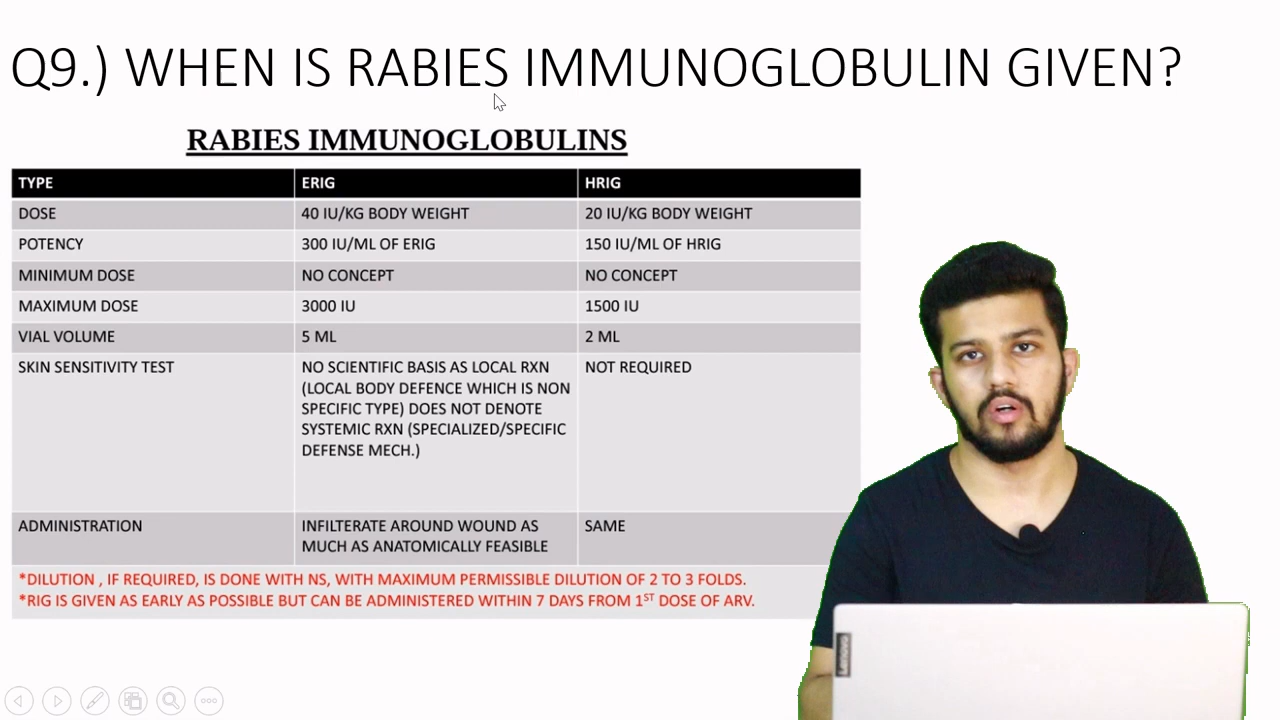 Q9.) WHEN IS RABIES IMMUNOGLOBULIN GIVEN?
RABIES IMMUNOGLOBULINS
TYPE ERIG HRIG
DOSE 40 IU/KG BODY WEIGHT 20 IU/KG BODY WEIGHT
POTENCY 300 IU/ML OF ERIG 150 IU/ML OF HRIG
MINIMUM DOSE NO CONCEPT NO CONCEPT
MAXIMUM DOSE 3000 IU 1500 IU
VIAL VOLUME 5 ML 2 ML
SKIN SENSITIVITY TEST NO SCIENTIFIC BASIS AS LOCAL RXN NOT REQUIRED
(LOCAL BODY DEFENCE WHICH IS NON
SPECIFIC TYPE) DOES NOT DENOTE
SYSTEMIC RXN (SPECIALIZED/SPECIFIC
DEFENSE MECH.)
ADMINISTRATION INFILTERATE AROUND WOUND AS SAME
MUCH AS ANATOMICALLY FEASIBLE
*DILUTION , IF REQUIRED, IS DONE WITH NS, WITH MAXIMUM PERMISSIBLE DILUTION OF 2 TO 3 FOLDS.
*RIG IS GIVEN AS EARLY AS POSSIBLE BUT CAN BE ADMINISTERED WITHIN 7 DAYS FROM 1ST DOSE OF ARV.